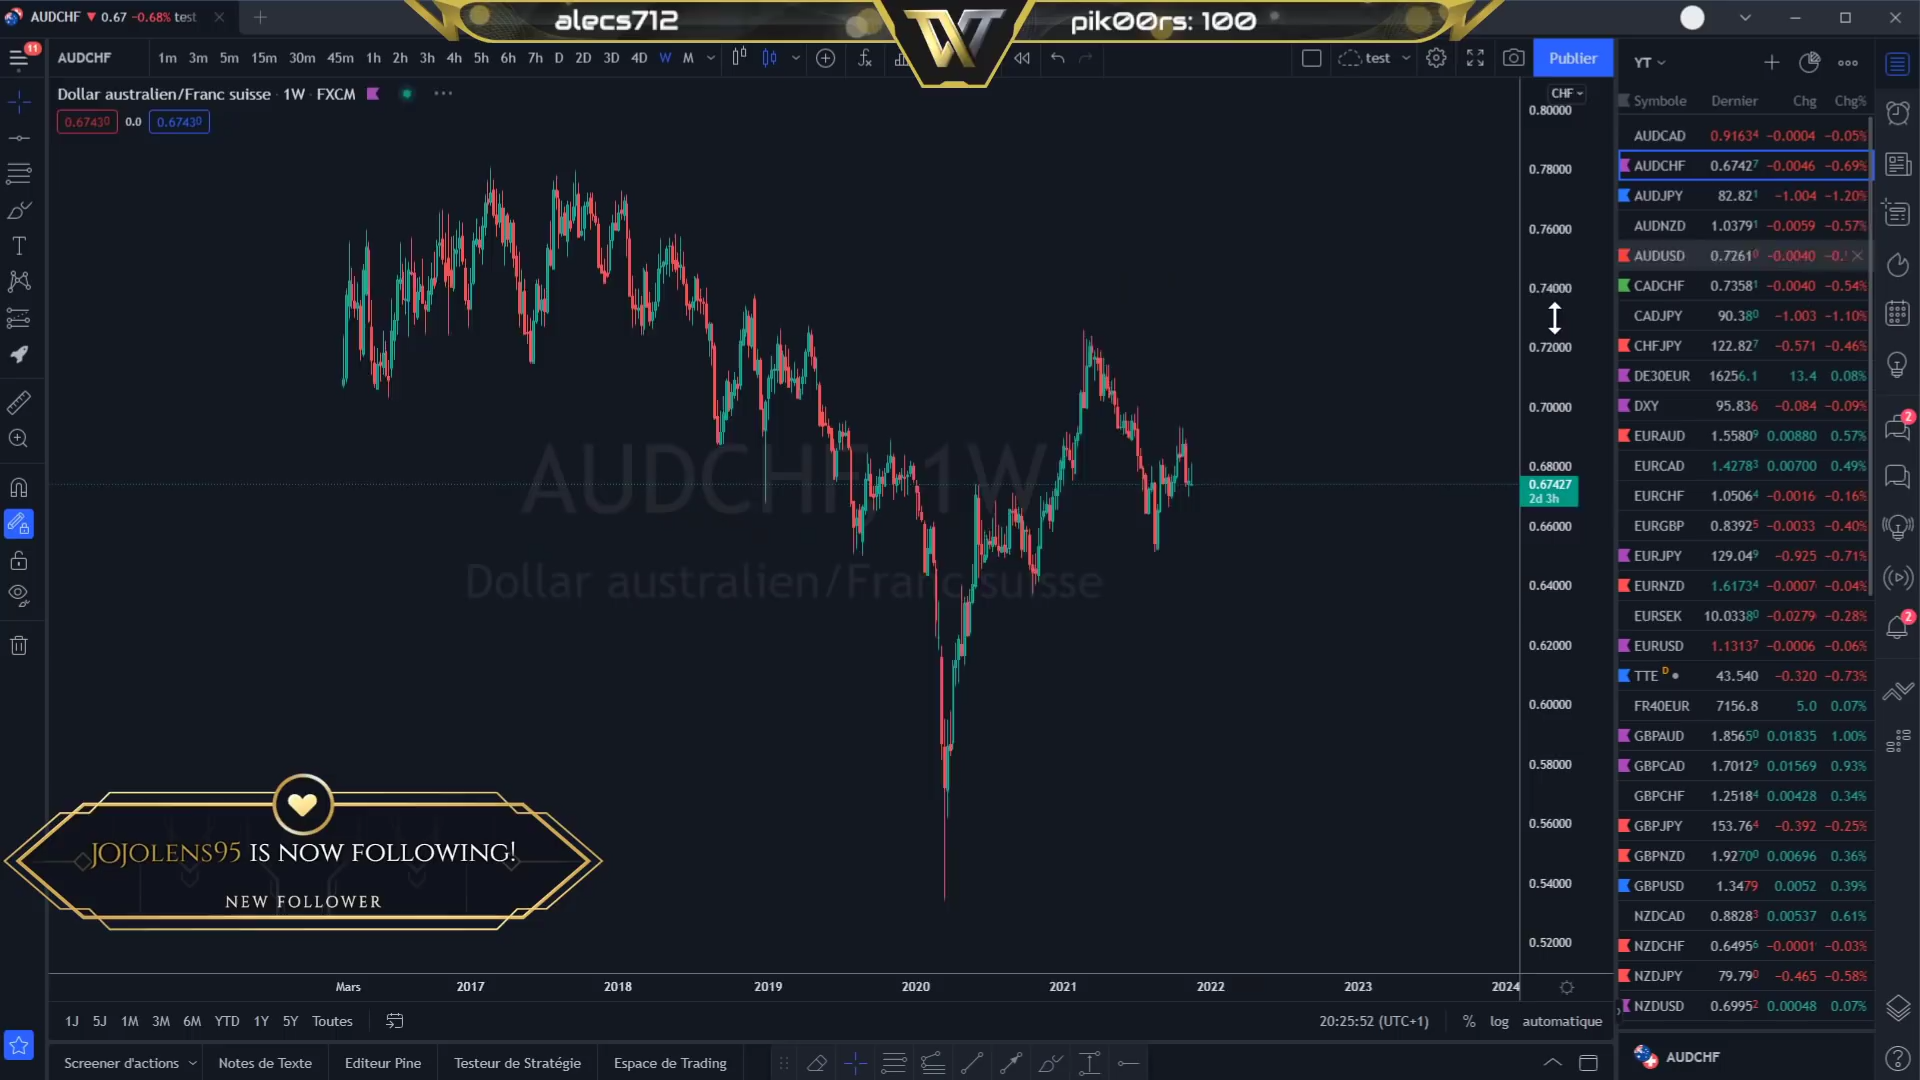 AUDCHF ▼ 0.67 −0.68% test
alecs712
pik00rs: 100
11
AUDCHF 1m 3m 5m 15m 30m 45m 1h 2h 3h 4h 5h 6h 7h D 2D 3D 4D W M
test
Publier
YT
Dollar australien/Franc suisse · 1W · FXCM
CHF
0.67430 0.0 0.67430
Symbole Dernier Chg Chg%
AUDCAD 0.91634 −0.0004 −0.05%
AUDCHF 0.67427 −0.0046 −0.69%
AUDJPY 82.821 −1.004 −1.20%
AUDNZD 1.03791 −0.0059 −0.57%
AUDUSD 0.72610 −0.0040
CADCHF 0.73581 −0.0040 −0.54%
CADJPY 90.380 −1.003 −1.10%
CHFJPY 122.827 −0.571 −0.46%
DE30EUR 16256.1 13.4 0.08%
DXY 95.836 −0.084 −0.09%
EURAUD 1.55809 0.00880 0.57%
EURCAD 1.42783 0.00700 0.49%
EURCHF 1.05064 −0.0016 −0.16%
EURGBP 0.83925 −0.0033 −0.40%
EURJPY 129.049 −0.925 −0.71%
EURNZD 1.61734 −0.0007 −0.04%
EURSEK 10.03380 −0.0279 −0.28%
EURUSD 1.13137 −0.0006 −0.06%
TTE D 43.540 −0.320 −0.73%
FR40EUR 7156.8 5.0 0.07%
GBPAUD 1.85650 0.01835 1.00%
GBPCAD 1.70129 0.01569 0.93%
GBPCHF 1.25184 0.00428 0.34%
GBPJPY 153.764 −0.392 −0.25%
GBPNZD 1.92700 0.00696 0.36%
GBPUSD 1.3479 0.0052 0.39%
NZDCAD 0.88283 0.00537 0.61%
NZDCHF 0.64956 −0.0001 −0.03%
NZDJPY 79.790 −0.465 −0.58%
NZDUSD 0.69952 0.00048 0.07%
AUDCHF
2
2
0.80000
0.78000
0.76000
0.74000
0.72000
0.70000
0.68000
0.67427
2d 3h
0.66000
0.64000
0.62000
0.60000
0.58000
0.56000
0.54000
0.52000
AUDCHF, 1W
Dollar australien/Franc suisse
JOJOLENS95 IS NOW FOLLOWING!
NEW FOLLOWER
Mars 2017 2018 2019 2020 2021 2022 2023 2024
1J 5J 1M 3M 6M YTD 1Y 5Y Toutes
20:25:52 (UTC+1) % log automatique
Screener d'actions Notes de Texte Editeur Pine Testeur de Stratégie Espace de Trading